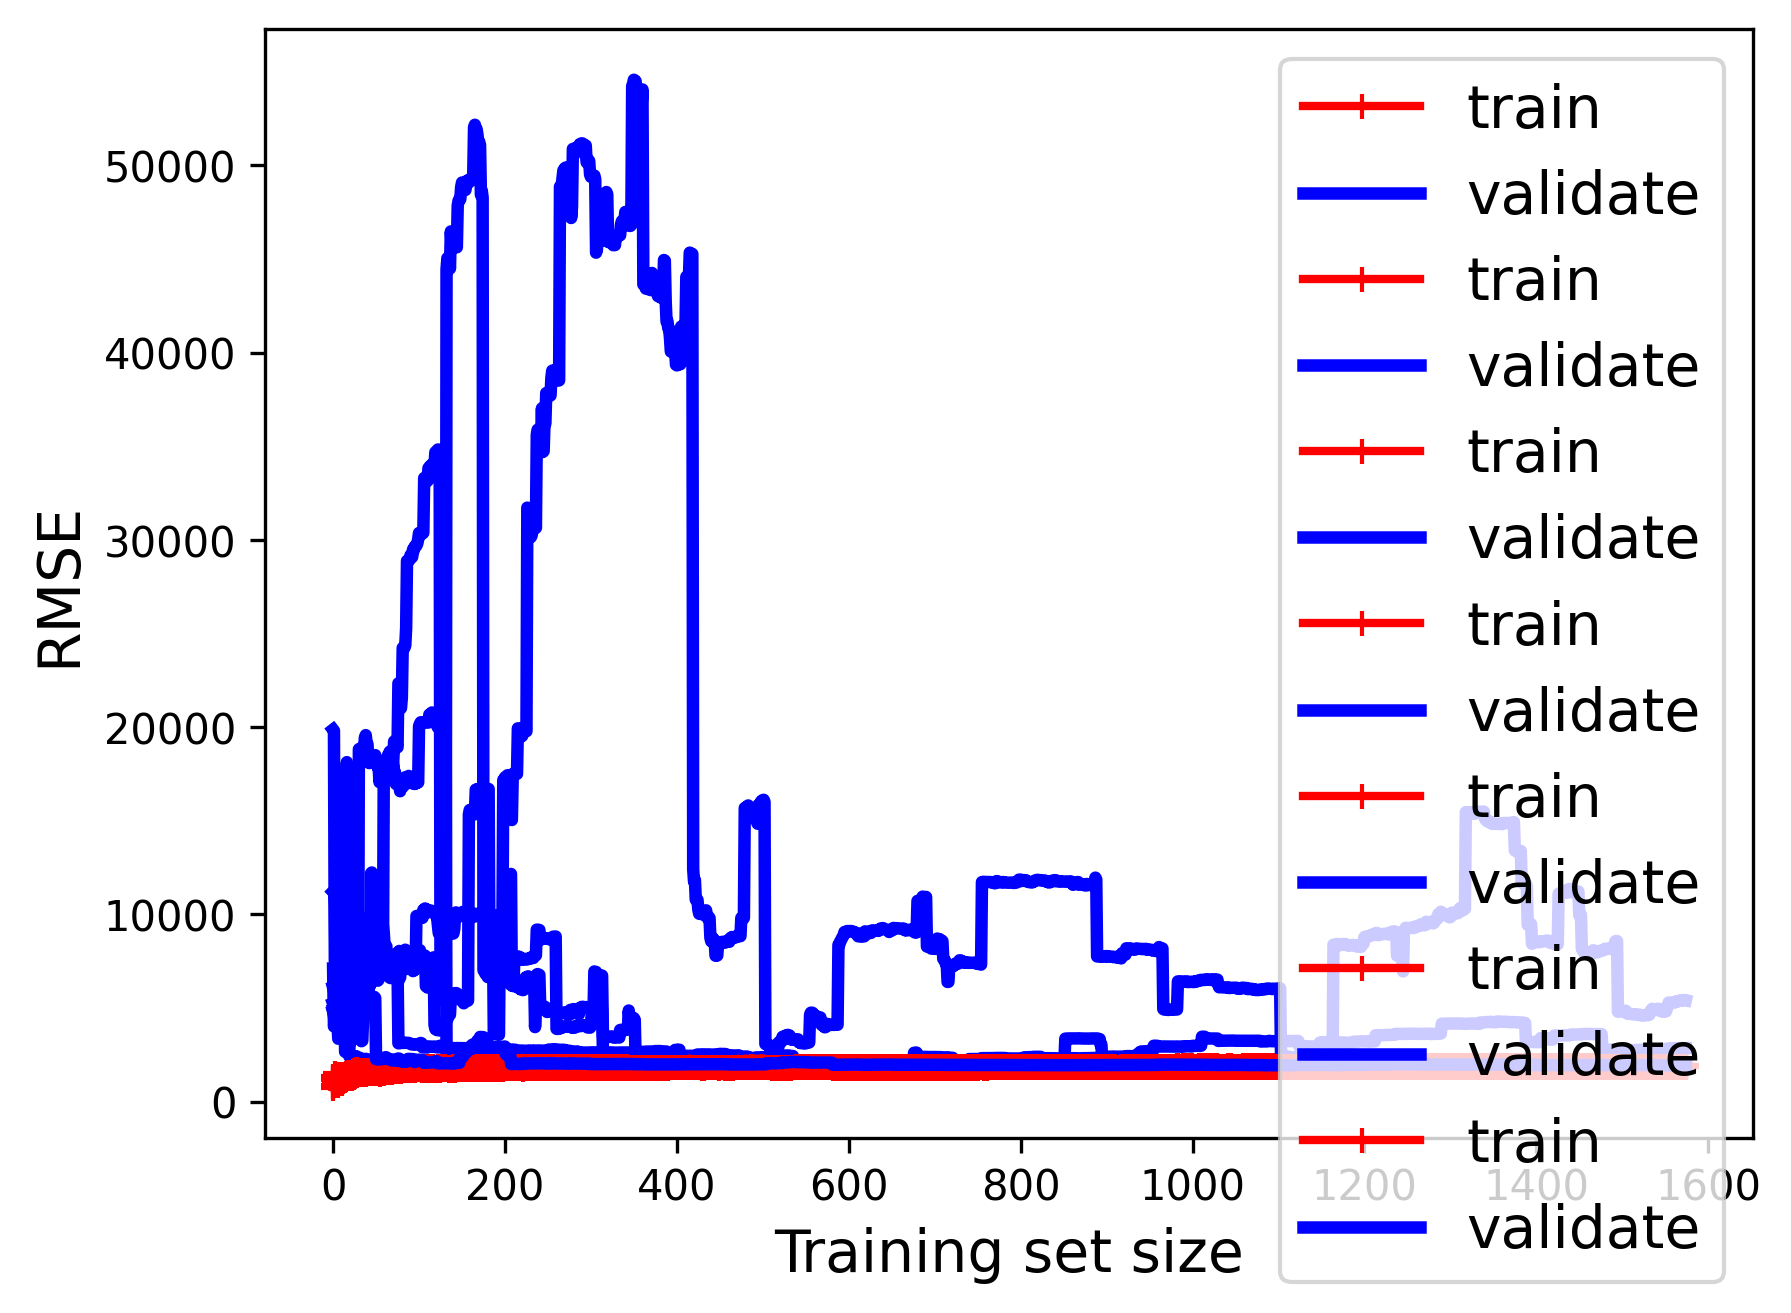 RMSE
50000
40000
30000
20000
10000
0
0 200 400 600 800 1000 1200 1400 1600
Training set size
train
validate
train
validate
train
validate
train
validate
train
validate
train
validate
train
validate